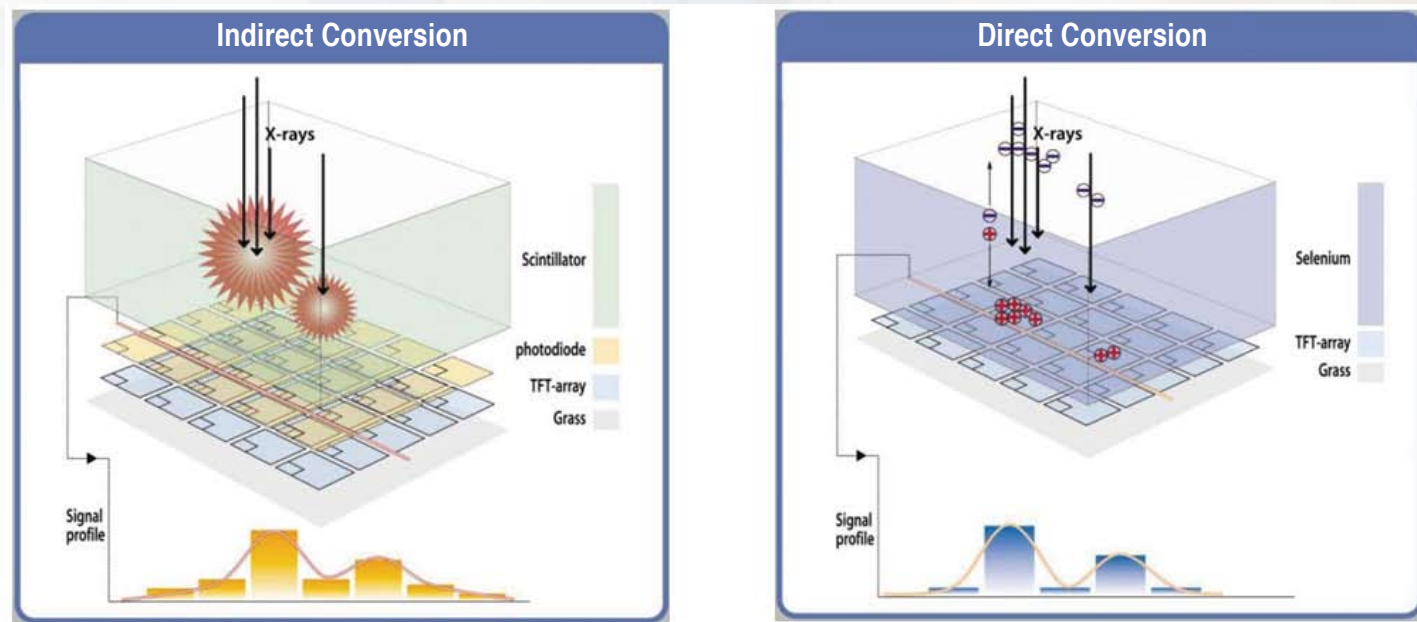 Indirect Conversion
X-rays
Scintillator
photodiode
TFT-array
Grass
Signal
profile
Direct Conversion
X-rays
Selenium
TFT-array
Grass
Signal
profile